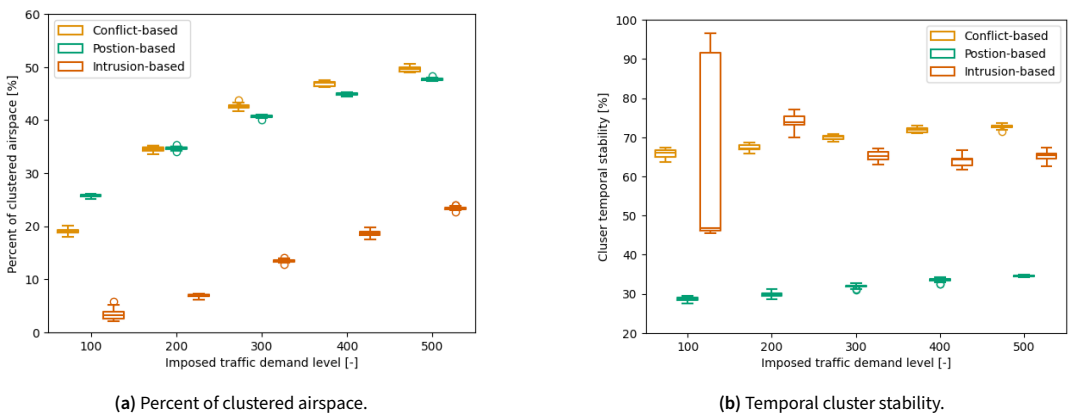 60
50
40
30
20
10
0
Percent of clustered airspace [%]
Conflict-based
Postion-based
Intrusion-based
100 200 300 400 500
Imposed traffic demand level [-]
(a) Percent of clustered airspace.
100
90
80
70
60
50
40
30
20
Cluser temporal stability [%]
Conflict-based
Postion-based
Intrusion-based
100 200 300 400 500
Imposed traffic demand level [-]
(b) Temporal cluster stability.